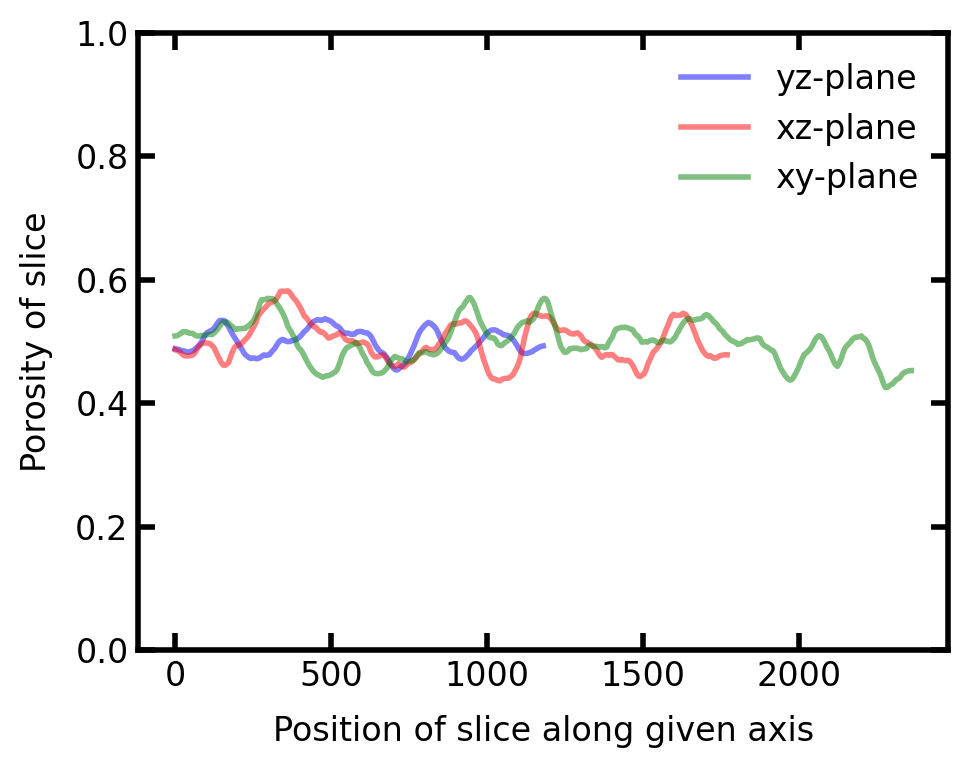 1.0
0.8
0.6
0.4
0.2
0.0
Porosity of slice
yz-plane
xz-plane
xy-plane
0 500 1000 1500 2000
Position of slice along given axis